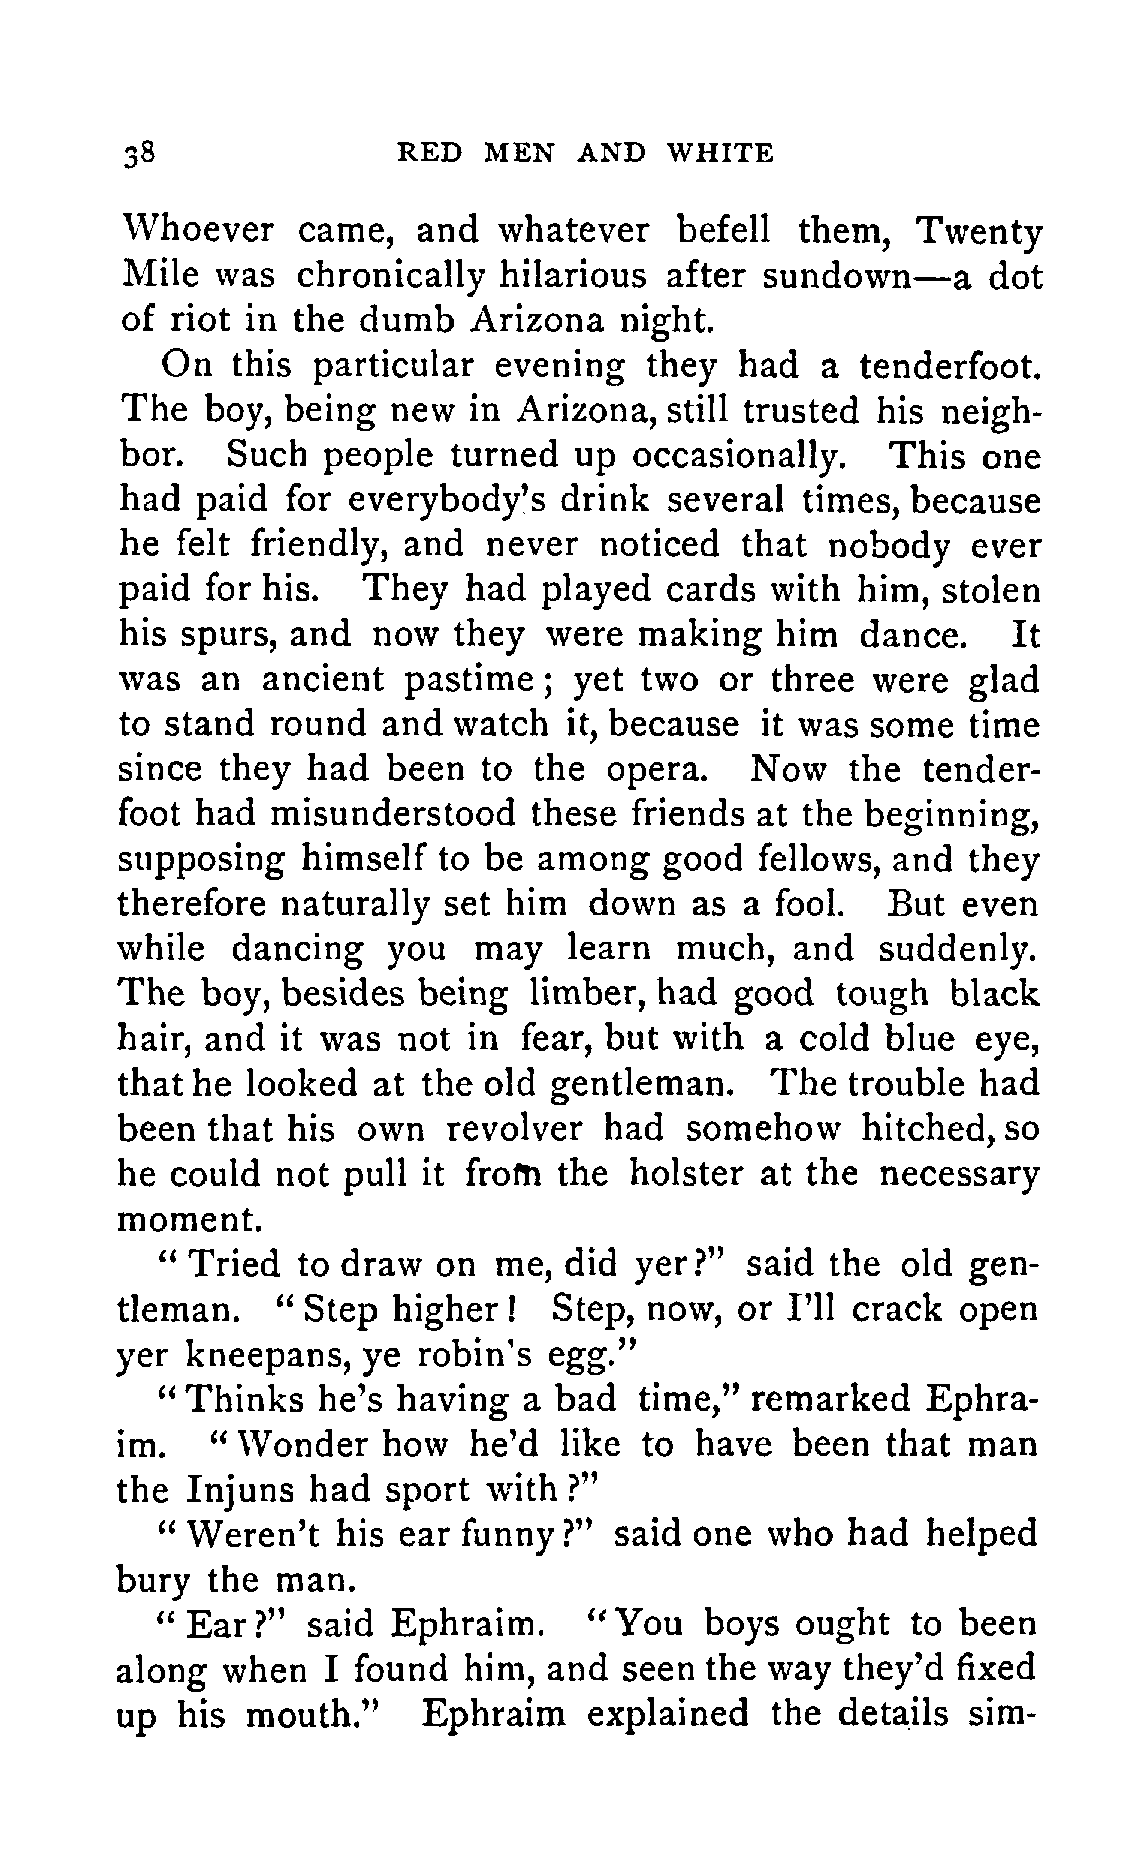 38 RED MEN AND WHITE
Whoever came, and whatever befell them, Twenty
Mile was chronically hilarious after sundown—a dot
of riot in the dumb Arizona night.
On this particular evening they had a tenderfoot.
The boy, being new in Arizona, still trusted his neigh-
bor. Such people turned up occasionally. This one
had paid for everybody's drink several times, because
he felt friendly, and never noticed that nobody ever
paid for his. They had played cards with him, stolen
his spurs, and now they were making him dance. It
was an ancient pastime; yet two or three were glad
to stand round and watch it, because it was some time
since they had been to the opera. Now the tender-
foot had misunderstood these friends at the beginning,
supposing himself to be among good fellows, and they
therefore naturally set him down as a fool. But even
while dancing you may learn much, and suddenly.
The boy, besides being limber, had good tough black
hair, and it was not in fear, but with a cold blue eye,
that he looked at the old gentleman. The trouble had
been that his own revolver had somehow hitched, so
he could not pull it from the holster at the necessary
moment.
"Tried to draw on me, did yer?" said the old gen-
tleman. "Step higher! Step, now, or I'll crack open
yer kneepans, ye robin's egg."
"Thinks he's having a bad time," remarked Ephra-
im. "Wonder how he'd like to have been that man
the Injuns had sport with?"
"Weren't his ear funny?" said one who had helped
bury the man.
"Ear?" said Ephraim. "You boys ought to been
along when I found him, and seen the way they'd fixed
up his mouth." Ephraim explained the details sim-